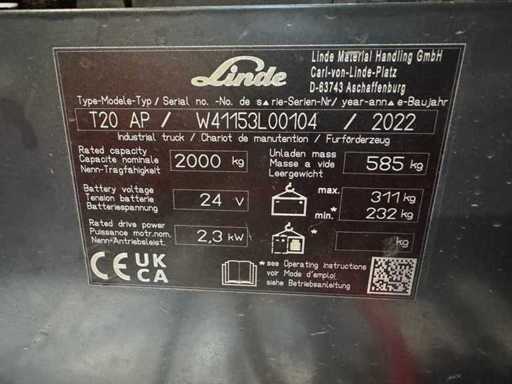 Linde
Linde Material Handling GmbH
Carl-von-Linde-Platz
D-63743 Aschaffenburg
Type-Modele-Typ / Serial no. -No. de s▲rie-Serien-Nr/ year-ann▲e-Baujahr
T20 AP / W41153L00104 / 2022
Industrial truck / Chariot de manutention / Furförderzeug
Rated capacity
Capacite nominale
Nenn-Tragfahigkeit
2000 kg
Unladen mass
Masse a vide
Leergewicht
585 kg
Battery voltage
Tension batterie
Batteriespannung
24 V
max. 311 kg
min.* 232 kg
Rated drive power
Puissance motr.nom.
Nenn-Antriebsleist.
2,3 kW
* kg
CE UK
CA
* see Operating instructions
voir Mode d'emploi
siehe Betriebsanleitung